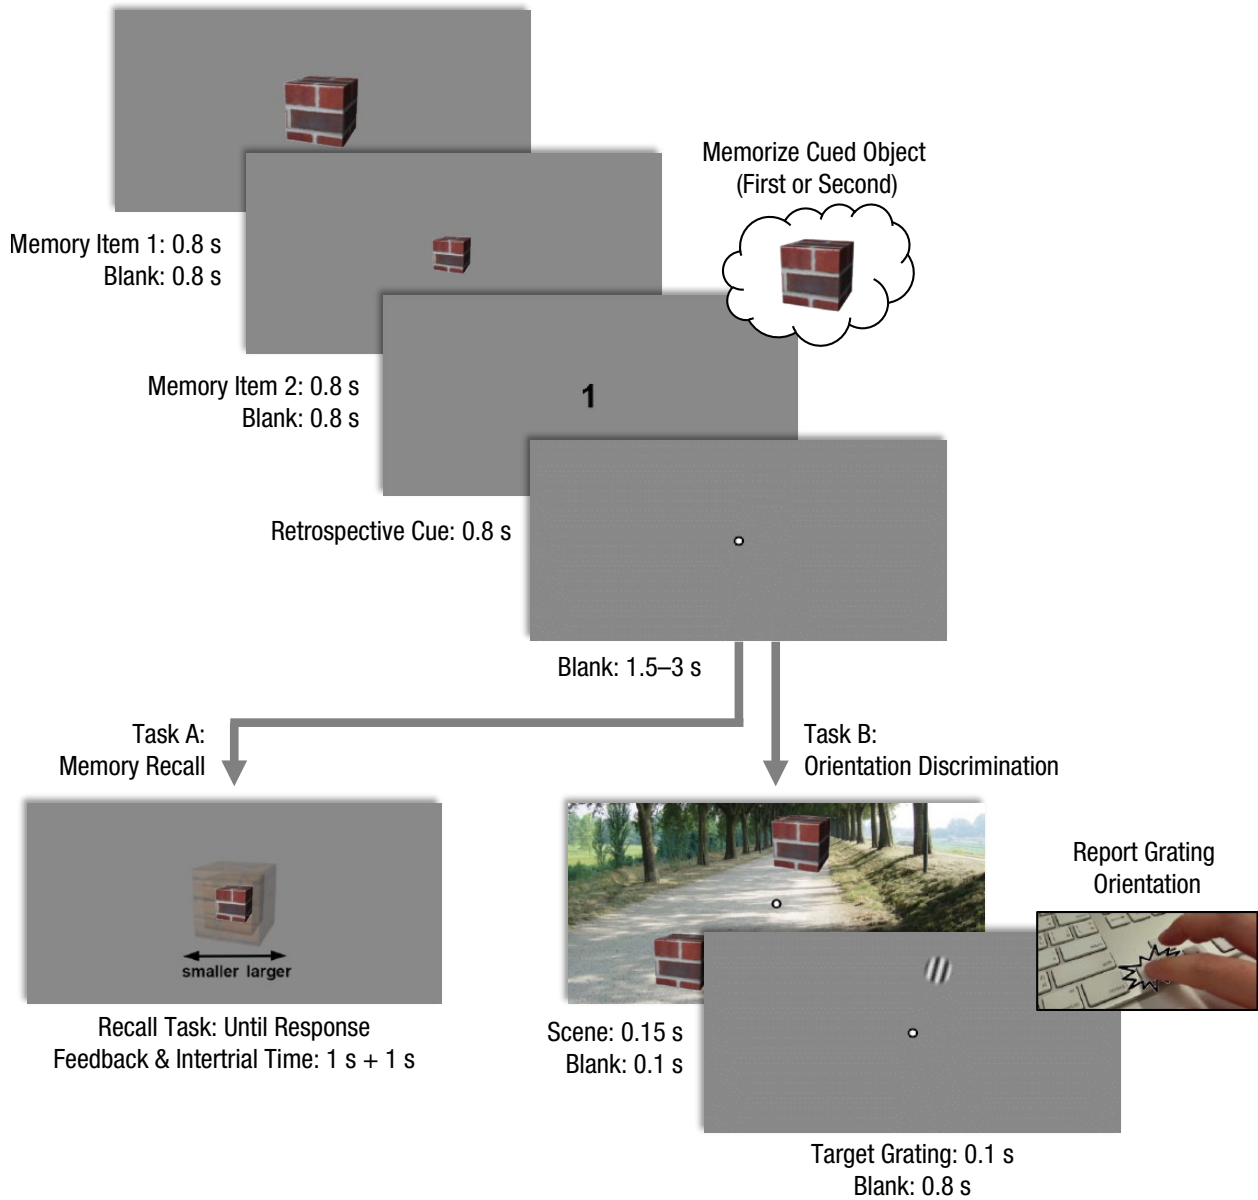 Memorize Cued Object
(First or Second)
Memory Item 1: 0.8 s
Blank: 0.8 s
Memory Item 2: 0.8 s
Blank: 0.8 s
1
Retrospective Cue: 0.8 s
Blank: 1.5–3 s
Task A:
Memory Recall
Task B:
Orientation Discrimination
smaller larger
Recall Task: Until Response
Feedback & Intertrial Time: 1 s + 1 s
Report Grating
Orientation
Scene: 0.15 s
Blank: 0.1 s
Target Grating: 0.1 s
Blank: 0.8 s